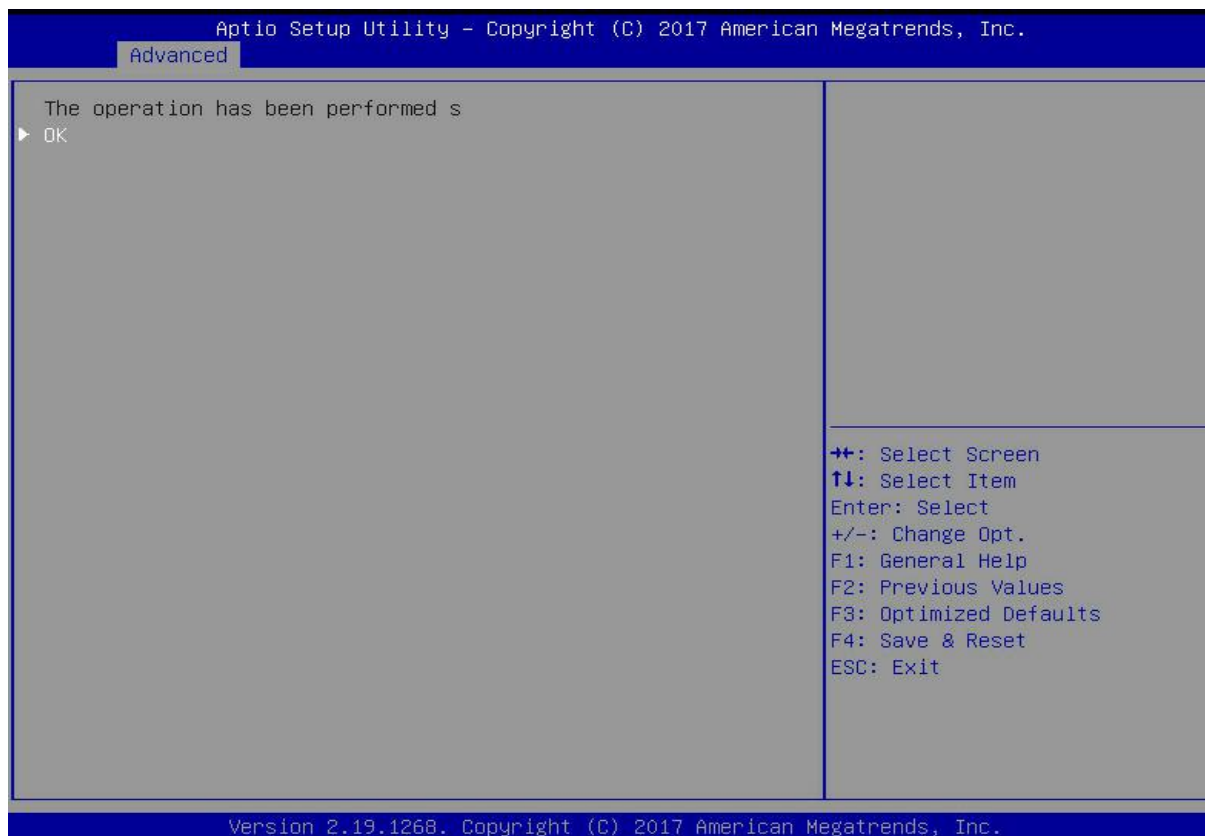 Aptio Setup Utility – Copyright (C) 2017 American Megatrends, Inc.
Advanced
The operation has been performed s
▶ OK
→←: Select Screen
↑↓: Select Item
Enter: Select
+/-: Change Opt.
F1: General Help
F2: Previous Values
F3: Optimized Defaults
F4: Save & Reset
ESC: Exit
Version 2.19.1268. Copyright (C) 2017 American Megatrends, Inc.